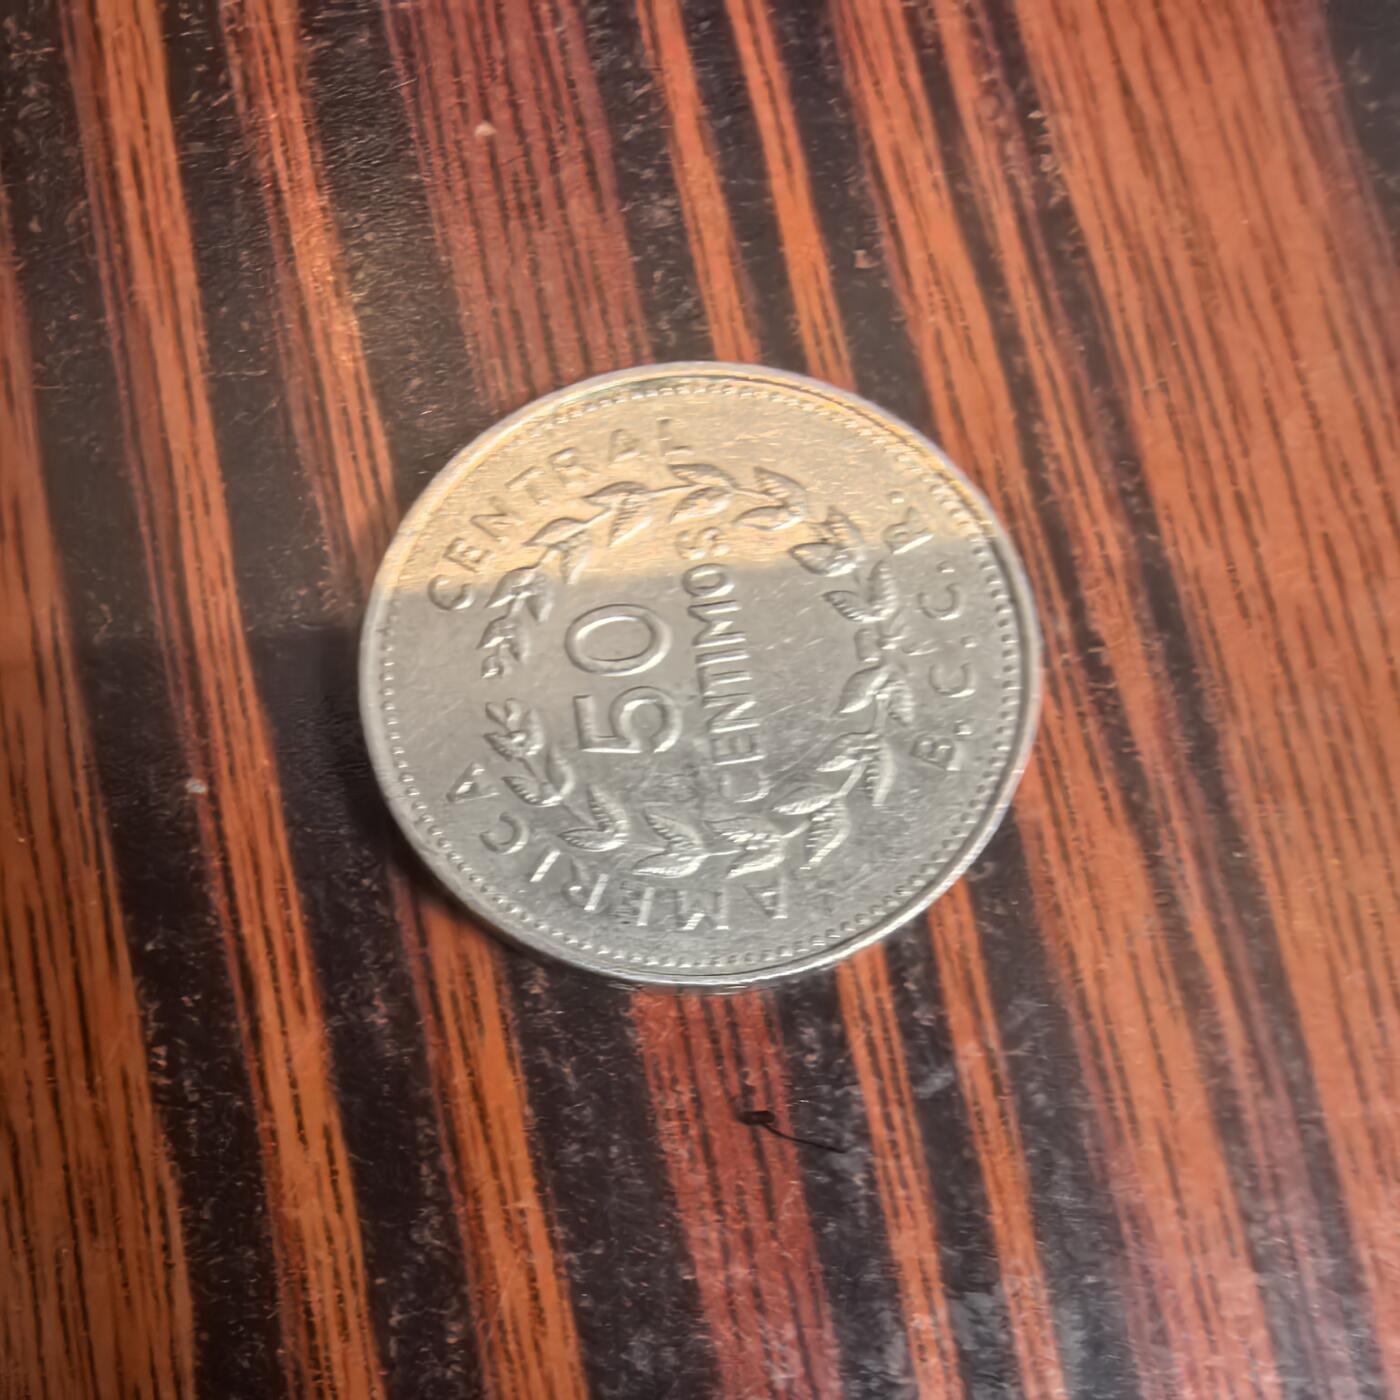 AMERICA CENTRAL
50
CENTIMOS
B.C.C.R.